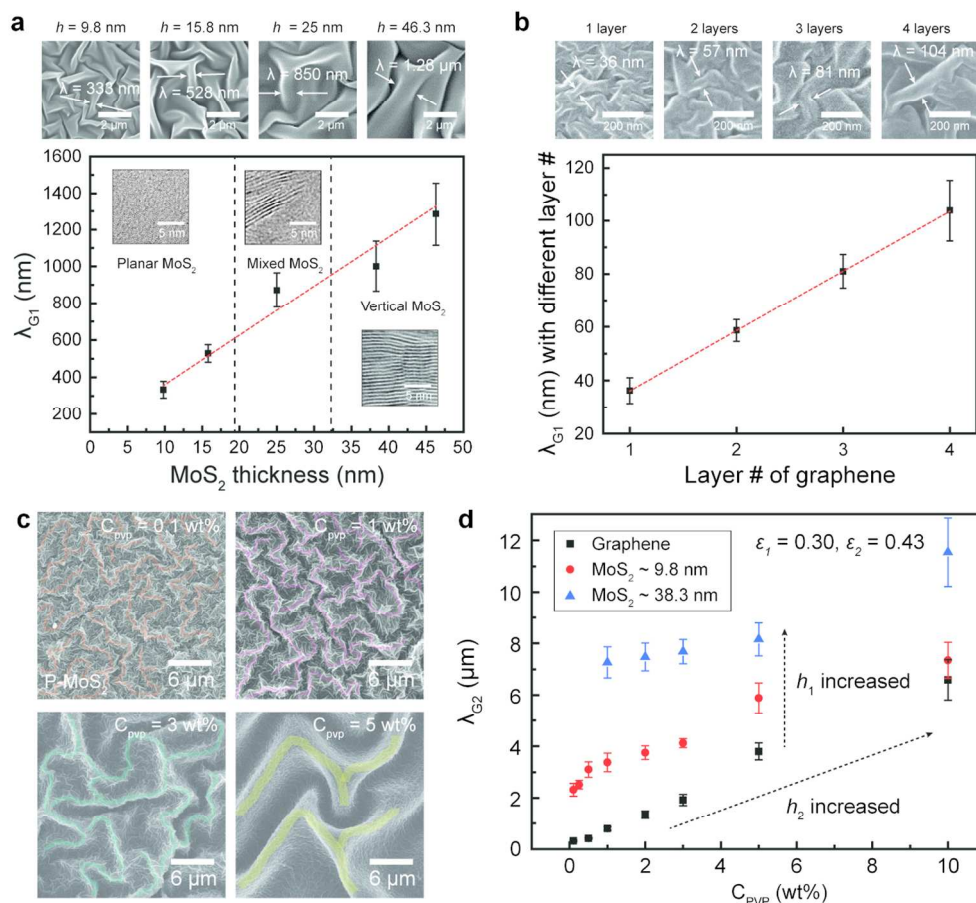 a
h = 9.8 nm h = 15.8 nm h = 25 nm h = 46.3 nm
λ = 333 nm
λ = 528 nm
λ = 850 nm
λ = 1.28 µm
2 µm 2 µm 2 µm 2 µm
1600
1400
1200
1000
800
600
400
200
λG1 (nm)
5 nm
Planar MoS2
5 nm
Mixed MoS2
Vertical MoS2
5 nm
0 5 10 15 20 25 30 35 40 45 50
MoS2 thickness (nm)
b
1 layer 2 layers 3 layers 4 layers
λ = 36 nm
λ = 57 nm
λ = 81 nm
λ = 104 nm
200 nm 200 nm 200 nm 200 nm
120
100
80
60
40
20
λG1 (nm) with different layer #
1 2 3 4
Layer # of graphene
c
Cpvp = 0.1 wt%
P-MoS2
6 µm
Cpvp = 1 wt%
6 µm
Cpvp = 3 wt%
6 µm
Cpvp = 5 wt%
6 µm
d
12
10
8
6
4
2
0
λG2 (µm)
Graphene
MoS2 ~ 9.8 nm
MoS2 ~ 38.3 nm
ε1 = 0.30, ε2 = 0.43
h1 increased
h2 increased
0 2 4 6 8 10
CPVP (wt%)